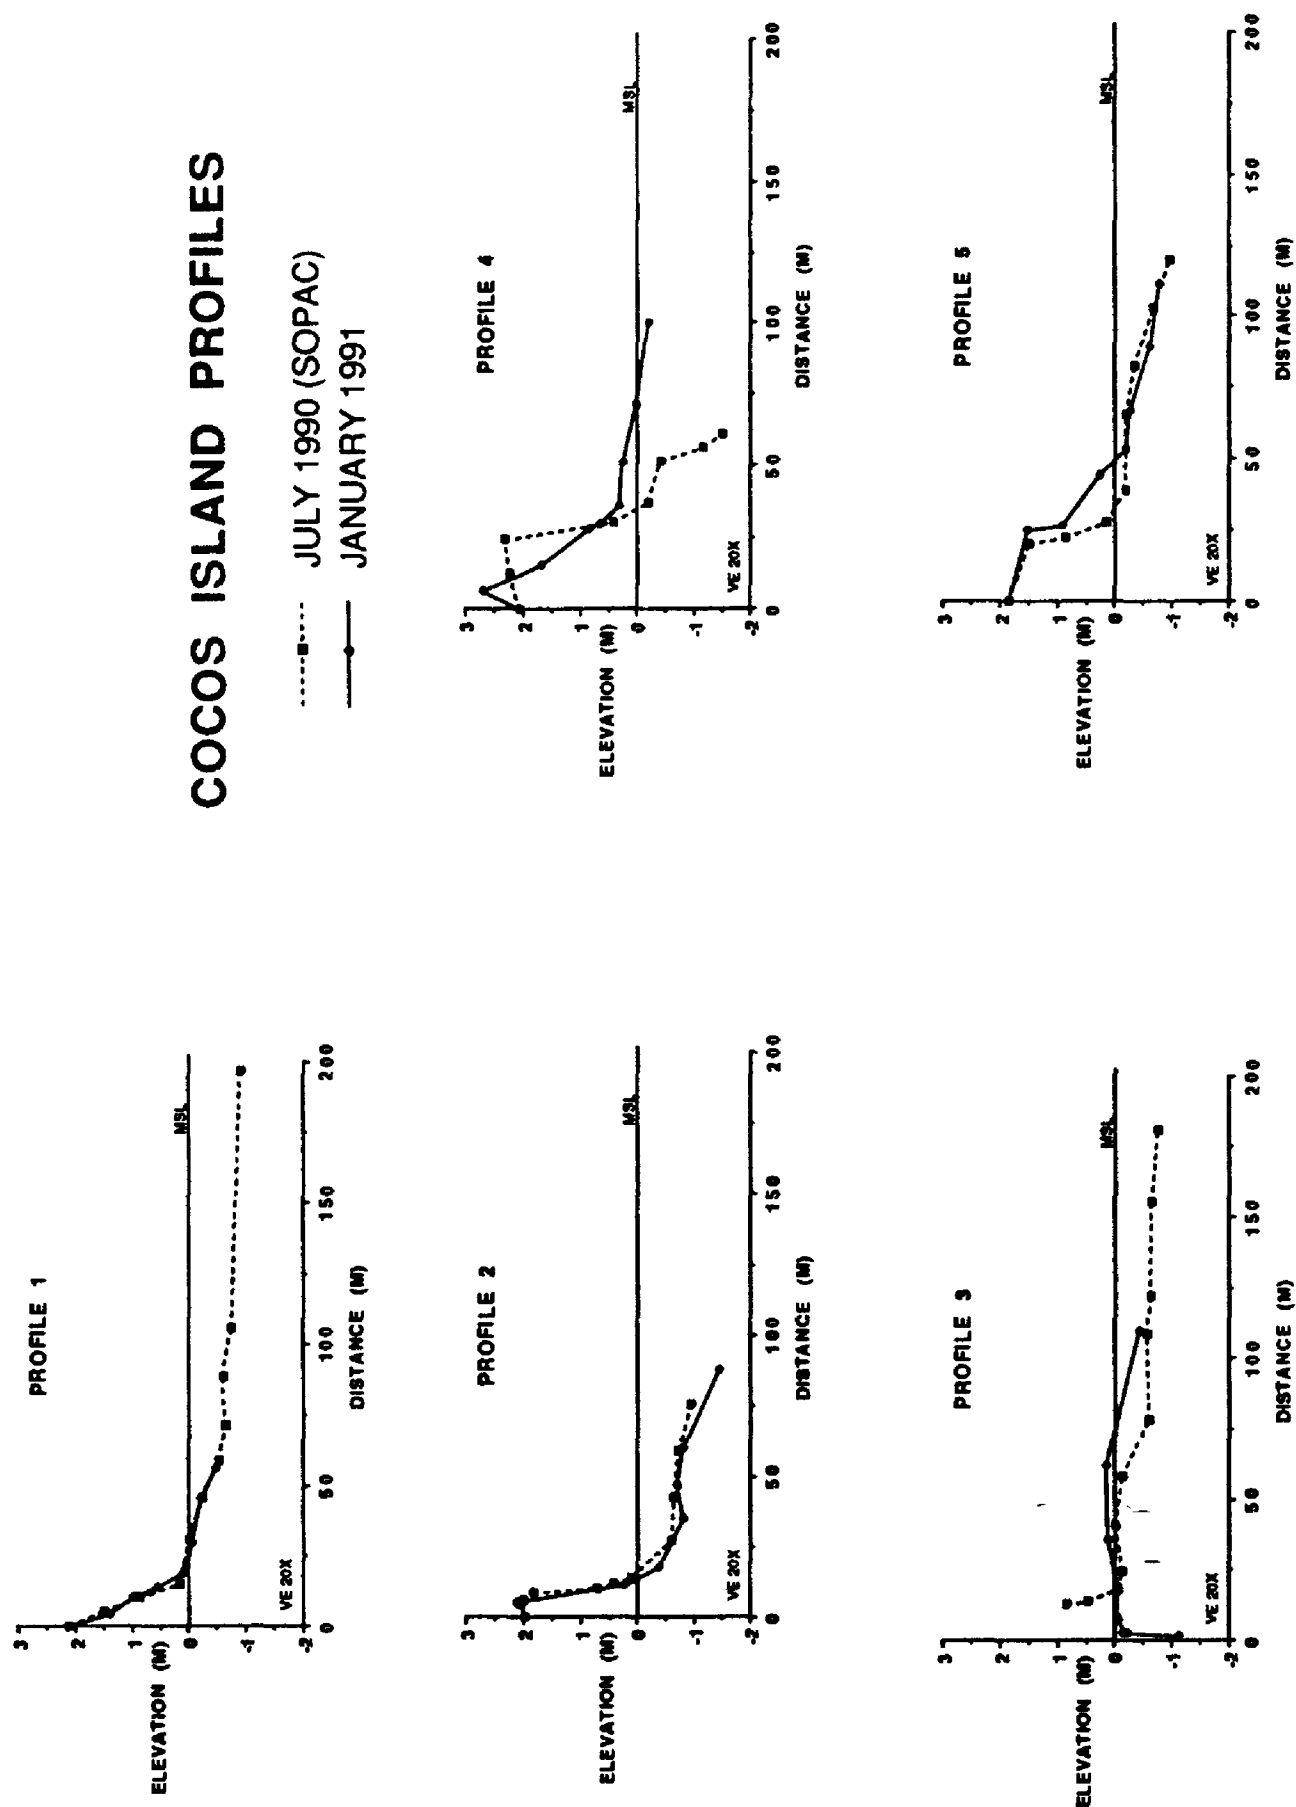 COCOS ISLAND PROFILES
JULY 1990 (SOPAC)
JANUARY 1991
PROFILE 1
ELEVATION (M)
3
2
1
0
-1
-2
MSL
VE 20X
0
50
100
150
200
DISTANCE (M)
PROFILE 2
ELEVATION (M)
3
2
1
0
-1
-2
MSL
VE 20X
0
50
100
150
200
DISTANCE (M)
PROFILE 3
ELEVATION (M)
3
2
1
0
-1
-2
MSL
VE 20X
0
50
100
150
200
DISTANCE (M)
PROFILE 4
ELEVATION (M)
3
2
1
0
-1
-2
MSL
VE 20X
0
50
100
150
200
DISTANCE (M)
PROFILE 5
ELEVATION (M)
3
2
1
0
-1
-2
MSL
VE 20X
0
50
100
150
200
DISTANCE (M)